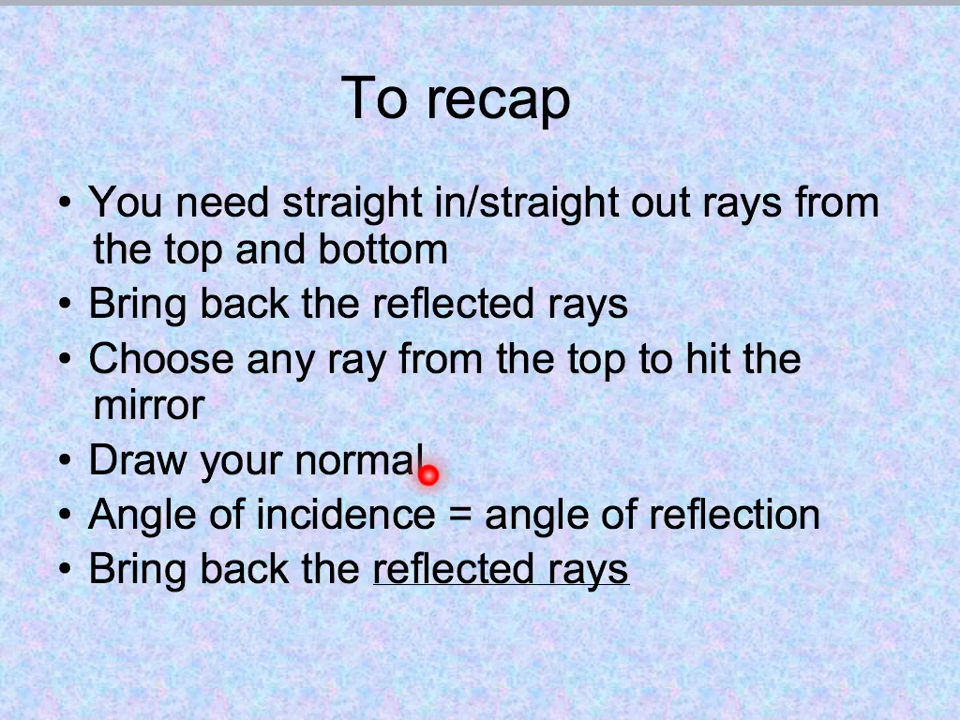 To recap
• You need straight in/straight out rays from
the top and bottom
• Bring back the reflected rays
• Choose any ray from the top to hit the
mirror
• Draw your normal
• Angle of incidence = angle of reflection
• Bring back the reflected rays